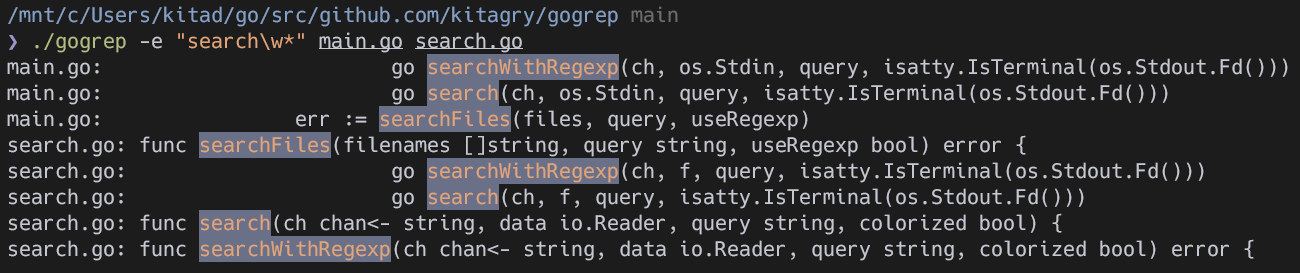 /mnt/c/Users/kitad/go/src/github.com/kitagry/gogrep main
❯ ./gogrep -e "search\w*" main.go search.go
main.go:                        go searchWithRegexp(ch, os.Stdin, query, isatty.IsTerminal(os.Stdout.Fd()))
main.go:                        go search(ch, os.Stdin, query, isatty.IsTerminal(os.Stdout.Fd()))
main.go:                err := searchFiles(files, query, useRegexp)
search.go: func searchFiles(filenames []string, query string, useRegexp bool) error {
search.go:                      go searchWithRegexp(ch, f, query, isatty.IsTerminal(os.Stdout.Fd()))
search.go:                      go search(ch, f, query, isatty.IsTerminal(os.Stdout.Fd()))
search.go: func search(ch chan<- string, data io.Reader, query string, colorized bool) {
search.go: func searchWithRegexp(ch chan<- string, data io.Reader, query string, colorized bool) error {